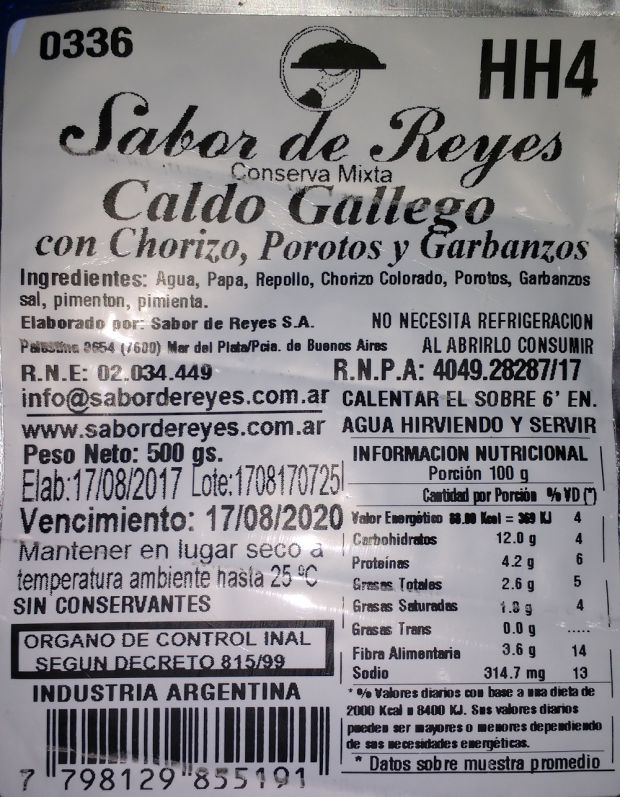 0336
HH4
Sabor de Reyes
Conserva Mixta
Caldo Gallego
con Chorizo, Porotos y Garbanzos
Ingredientes: Agua, Papa, Repollo, Chorizo Colorado, Porotos, Garbanzos
sal, pimenton, pimienta.
Elaborado por: Sabor de Reyes S.A.
(7600) Mar del Plata/Pcia. de Buenos Aires
R.N.E: 02.034.449
info@sabordereyes.com.ar
www.sabordereyes.com.ar
Peso Neto: 500 gs.
Elab:17/08/2017 Lote:1708170725
Vencimiento: 17/08/2020
Mantener en lugar seco a
temperatura ambiente hasta 25 ºC
SIN CONSERVANTES
ORGANO DE CONTROL INAL
SEGUN DECRETO 815/99
INDUSTRIA ARGENTINA
7 798129 855191
NO NECESITA REFRIGERACION
AL ABRIRLO CONSUMIR
R.N.P.A: 4049.28287/17
CALENTAR EL SOBRE 6' EN.
AGUA HIRVIENDO Y SERVIR
INFORMACION NUTRICIONAL
Porción 100 g
Cantidad por Porción %VD (*)
Valor Energético Kcal = 369 KJ 4
Carbohidratos 12.0 g 4
Proteínas 4.2 g 6
Grasas Totales 2.6 g 5
Grasas Saturadas g 4
Grasas Trans 0.0 g .....
Fibra Alimentaria 3.6 g 14
Sodio 314.7 mg 13
* % Valores diarios con base a una dieta de
2000 Kcal u 8400 KJ. Sus valores diarios
pueden ser mayores o menores dependiendo
de sus necesidades energéticas.
* Datos sobre muestra promedio